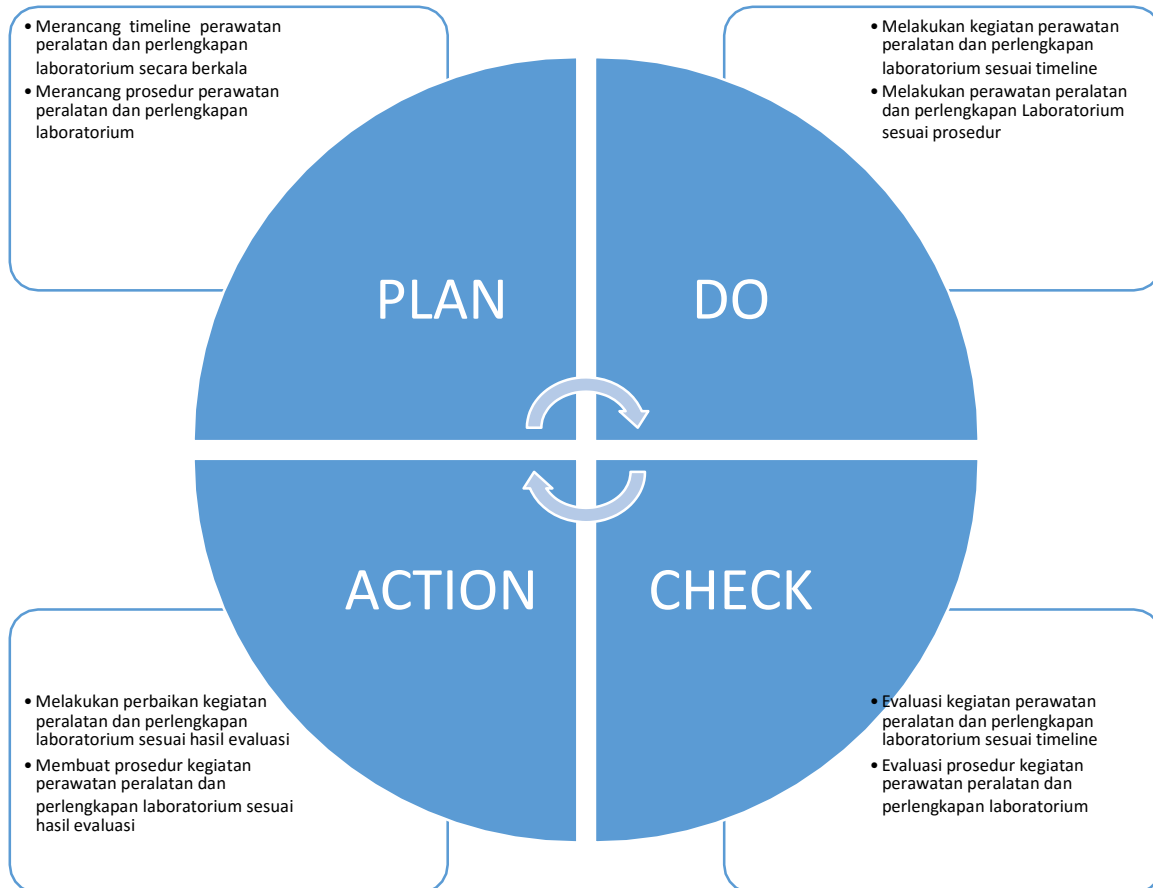 • Merancang timeline perawatan
peralatan dan perlengkapan
laboratorium secara berkala
• Merancang prosedur perawatan
peralatan dan perlengkapan
laboratorium
• Melakukan kegiatan perawatan
peralatan dan perlengkapan
laboratorium sesuai timeline
• Melakukan perawatan peralatan
dan perlengkapan Laboratorium
sesuai prosedur
PLAN
DO
ACTION
CHECK
• Melakukan perbaikan kegiatan
peralatan dan perlengkapan
laboratorium sesuai hasil evaluasi
• Membuat prosedur kegiatan
perawatan peralatan dan
perlengkapan laboratorium sesuai
hasil evaluasi
• Evaluasi kegiatan perawatan
peralatan dan perlengkapan
laboratorium sesuai timeline
• Evaluasi prosedur kegiatan
perawatan peralatan dan
perlengkapan laboratorium